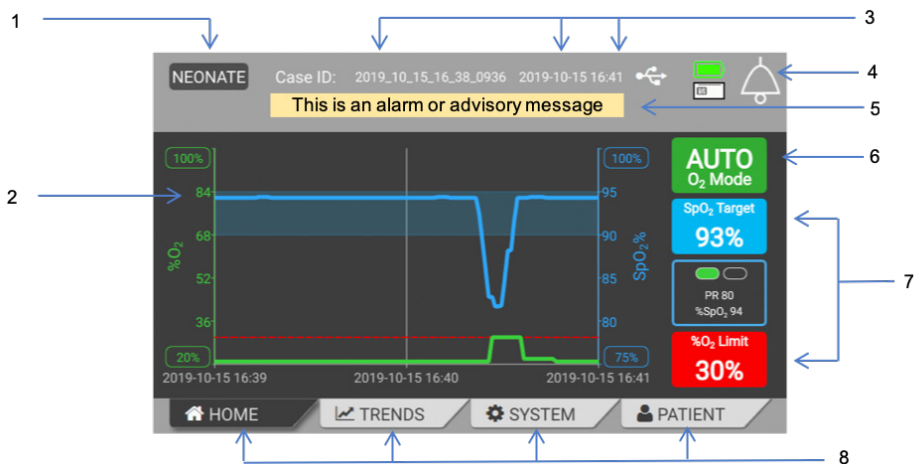 1
3
NEONATE
Case ID: 2019_10_15_16_38_0936 2019-10-15 16:41
4
This is an alarm or advisory message
5
100%
100%
AUTO
O₂ Mode
6
2
84
95
SpO₂ Target
93%
68
90
%O₂
SpO₂%
7
52
85
PR 80
%SpO₂ 94
36
80
%O₂ Limit
30%
20%
75%
2019-10-15 16:39
2019-10-15 16:40
2019-10-15 16:41
HOME
TRENDS
SYSTEM
PATIENT
8